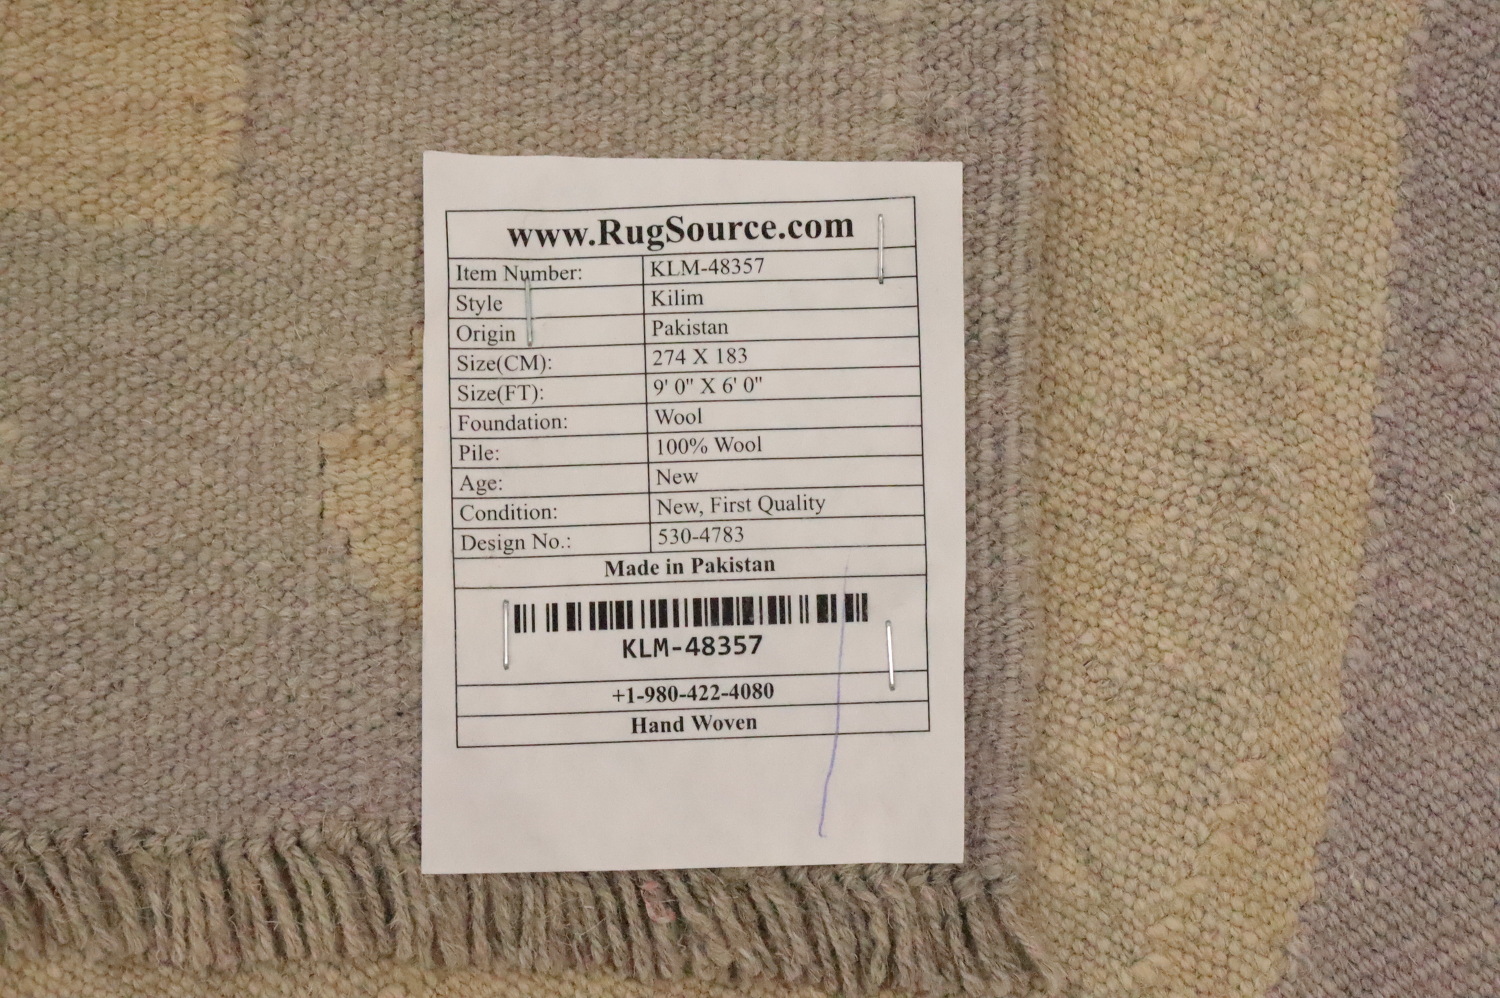 www.RugSource.com
Item Number: KLM-48357
Style Kilim
Origin Pakistan
Size(CM): 274 X 183
Size(FT): 9' 0" X 6' 0"
Foundation: Wool
Pile: 100% Wool
Age: New
Condition: New, First Quality
Design No.: 530-4783
Made in Pakistan
KLM-48357
+1-980-422-4080
Hand Woven